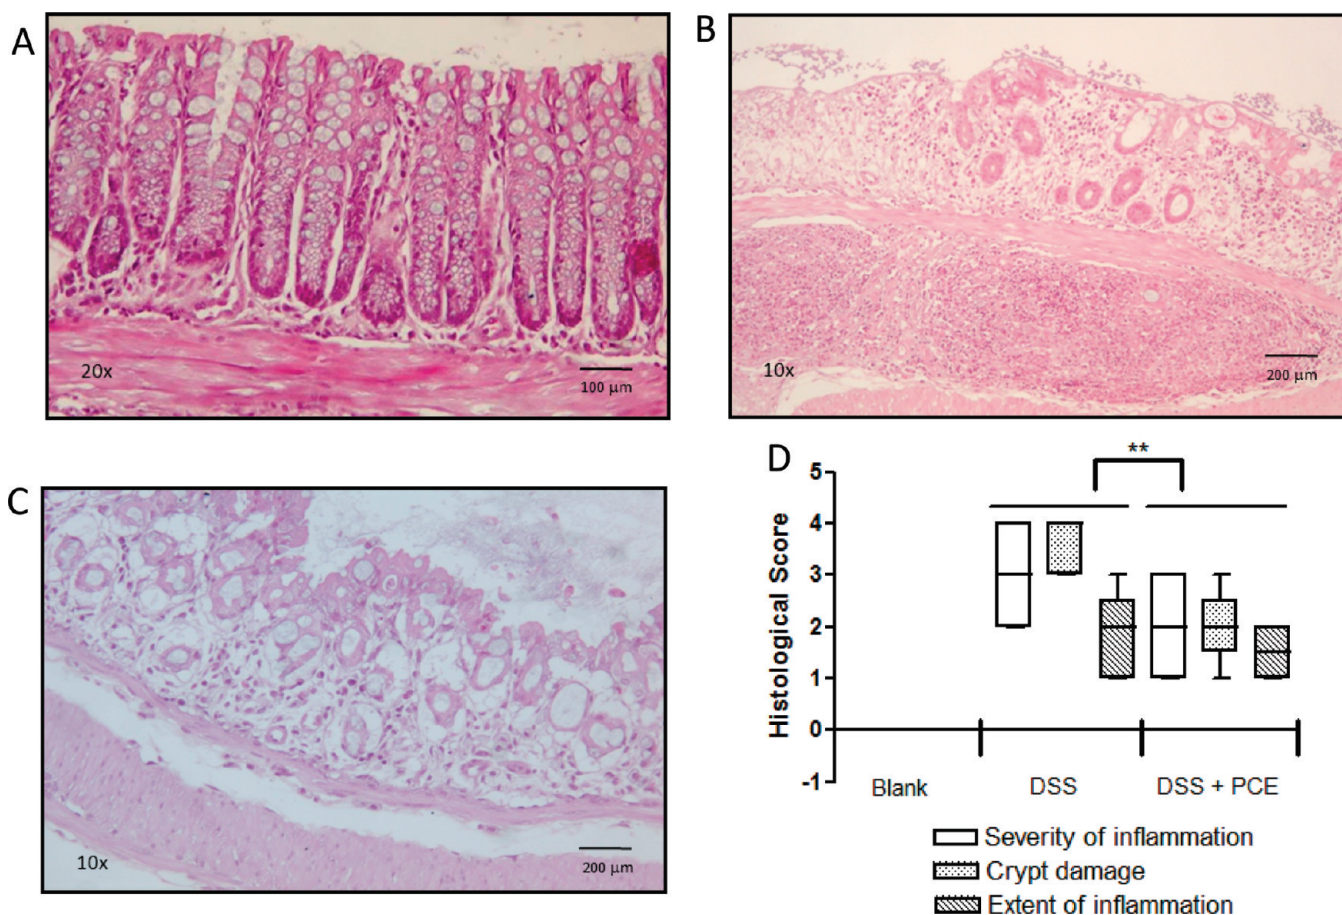 A
20x
100 µm
B
10x
200 µm
C
10x
200 µm
D
**
Histological Score
5
4
3
2
1
0
-1
Blank
DSS
DSS + PCE
Severity of inflammation
Crypt damage
Extent of inflammation